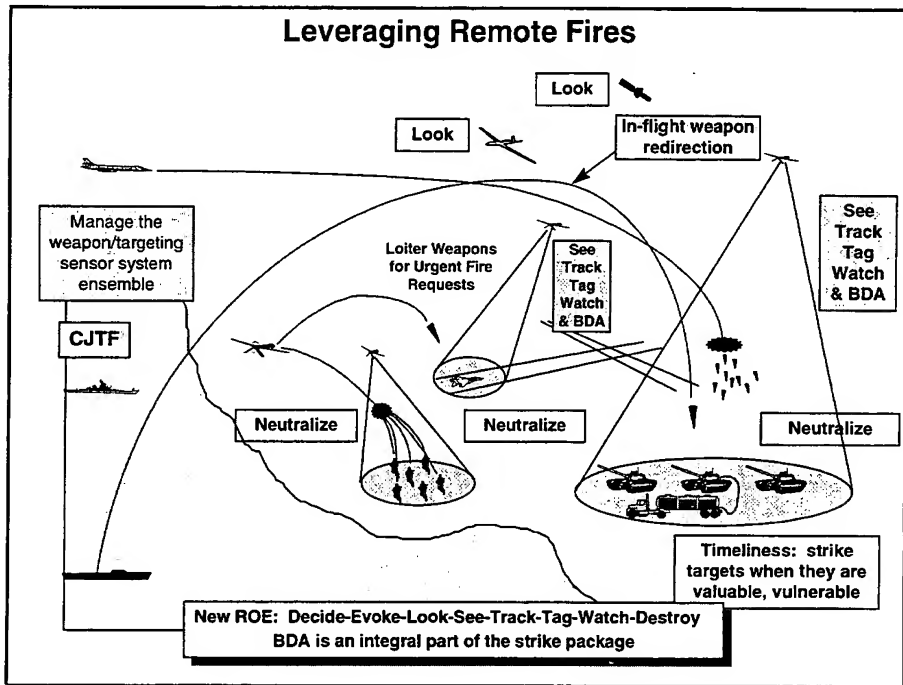 Leveraging Remote Fires
Look
Look
In-flight weapon
redirection
Manage the
weapon/targeting
sensor system
ensemble
Loiter Weapons
for Urgent Fire
Requests
See
Track
Tag
Watch
& BDA
See
Track
Tag
Watch
& BDA
CJTF
Neutralize
Neutralize
Neutralize
Timeliness: strike
targets when they are
valuable, vulnerable
New ROE: Decide-Evoke-Look-See-Track-Tag-Watch-Destroy
BDA is an integral part of the strike package